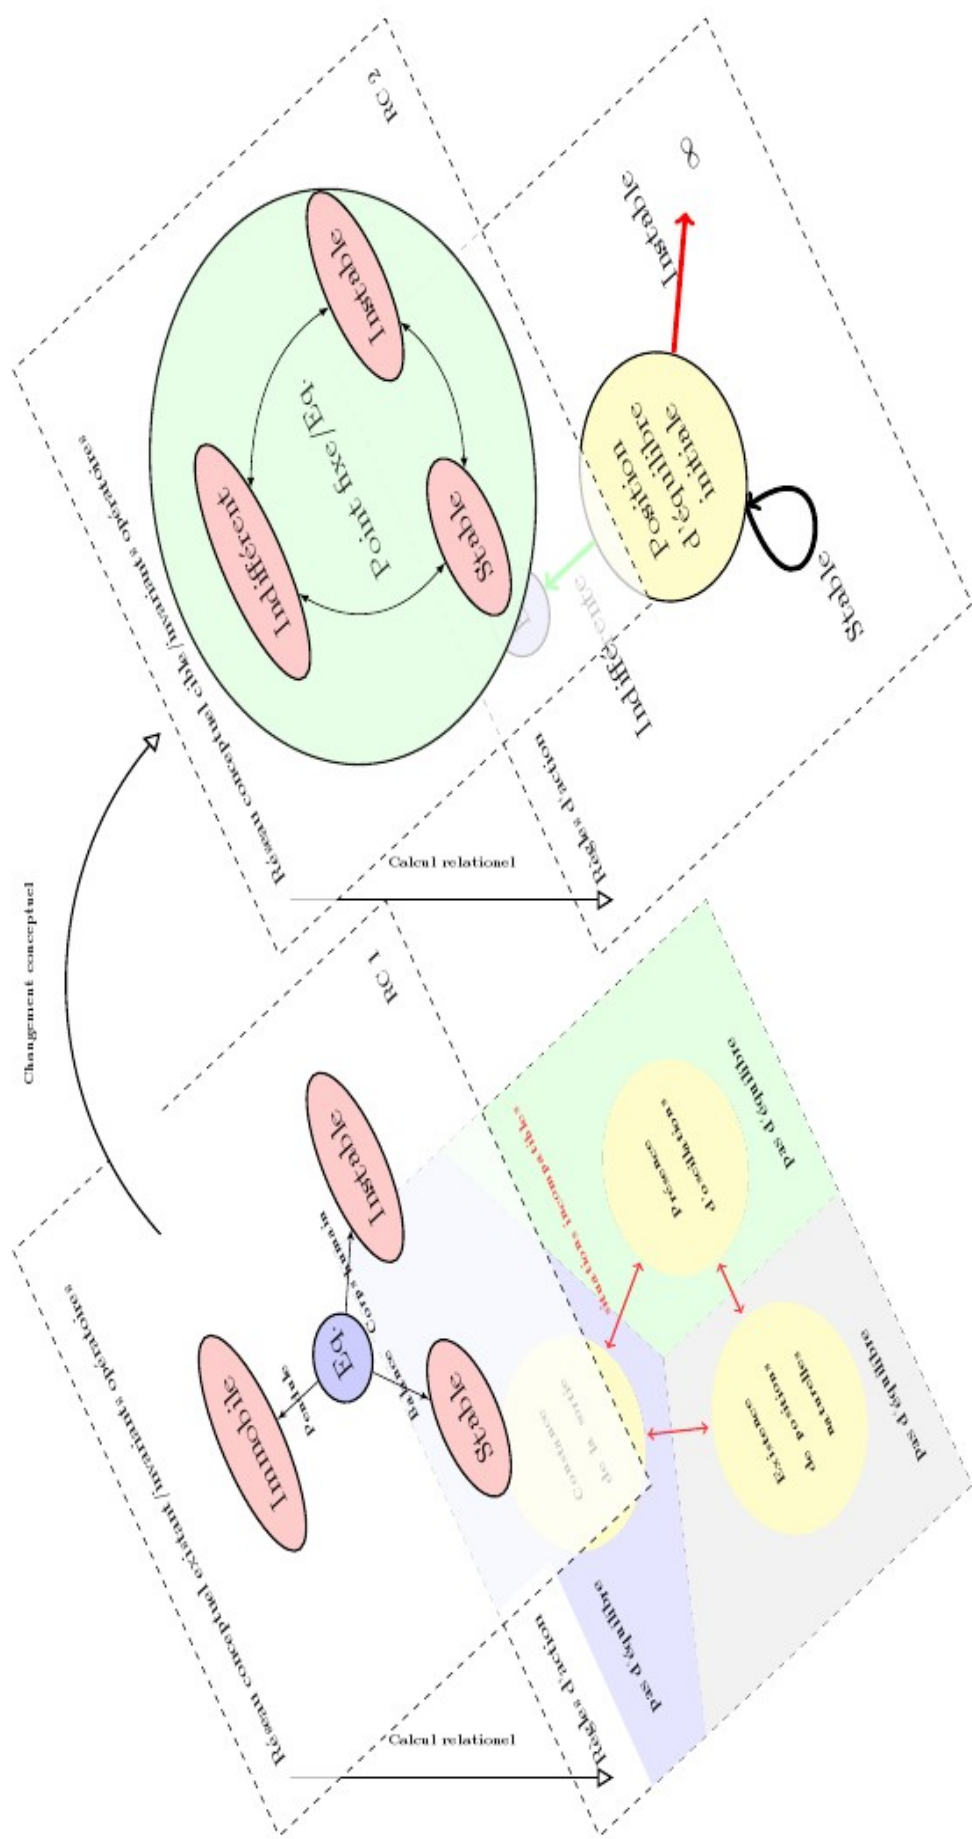 Changement conceptuel
RC 2
Réseau conceptuel cible/invariants opératoires
Instable
Indifférent
Point fixe/Eq.
Stable
Calcul relationel
Règles d'action
∞
Instable
Position
d'équilibre
initiale
Indifférente
Stable
RC 1
Réseau conceptuel existant/invariants opératoires
Instable
Corps humain
Immobile
Pendule
Eq.
Balance
Stable
Calcul relationel
Règles d'action
situations incompatibles
pas d'équilibre
Présence
d'oscillations
Constance
de la
pas d'équilibre
Existence
de positions
naturelles
pas d'équilibre